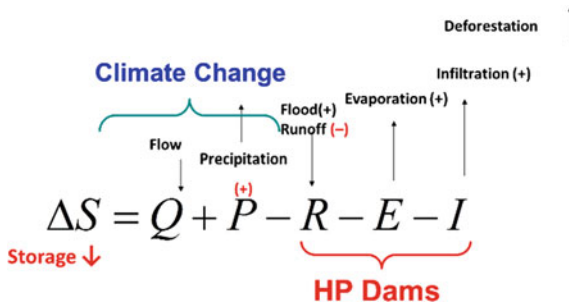 Deforestation
Climate Change
Infiltration (+)
Flood(+)
Evaporation (+)
Runoff (–)
Flow
Precipitation
(+)
ΔS = Q + P – R – E – I
Storage ↓
HP Dams